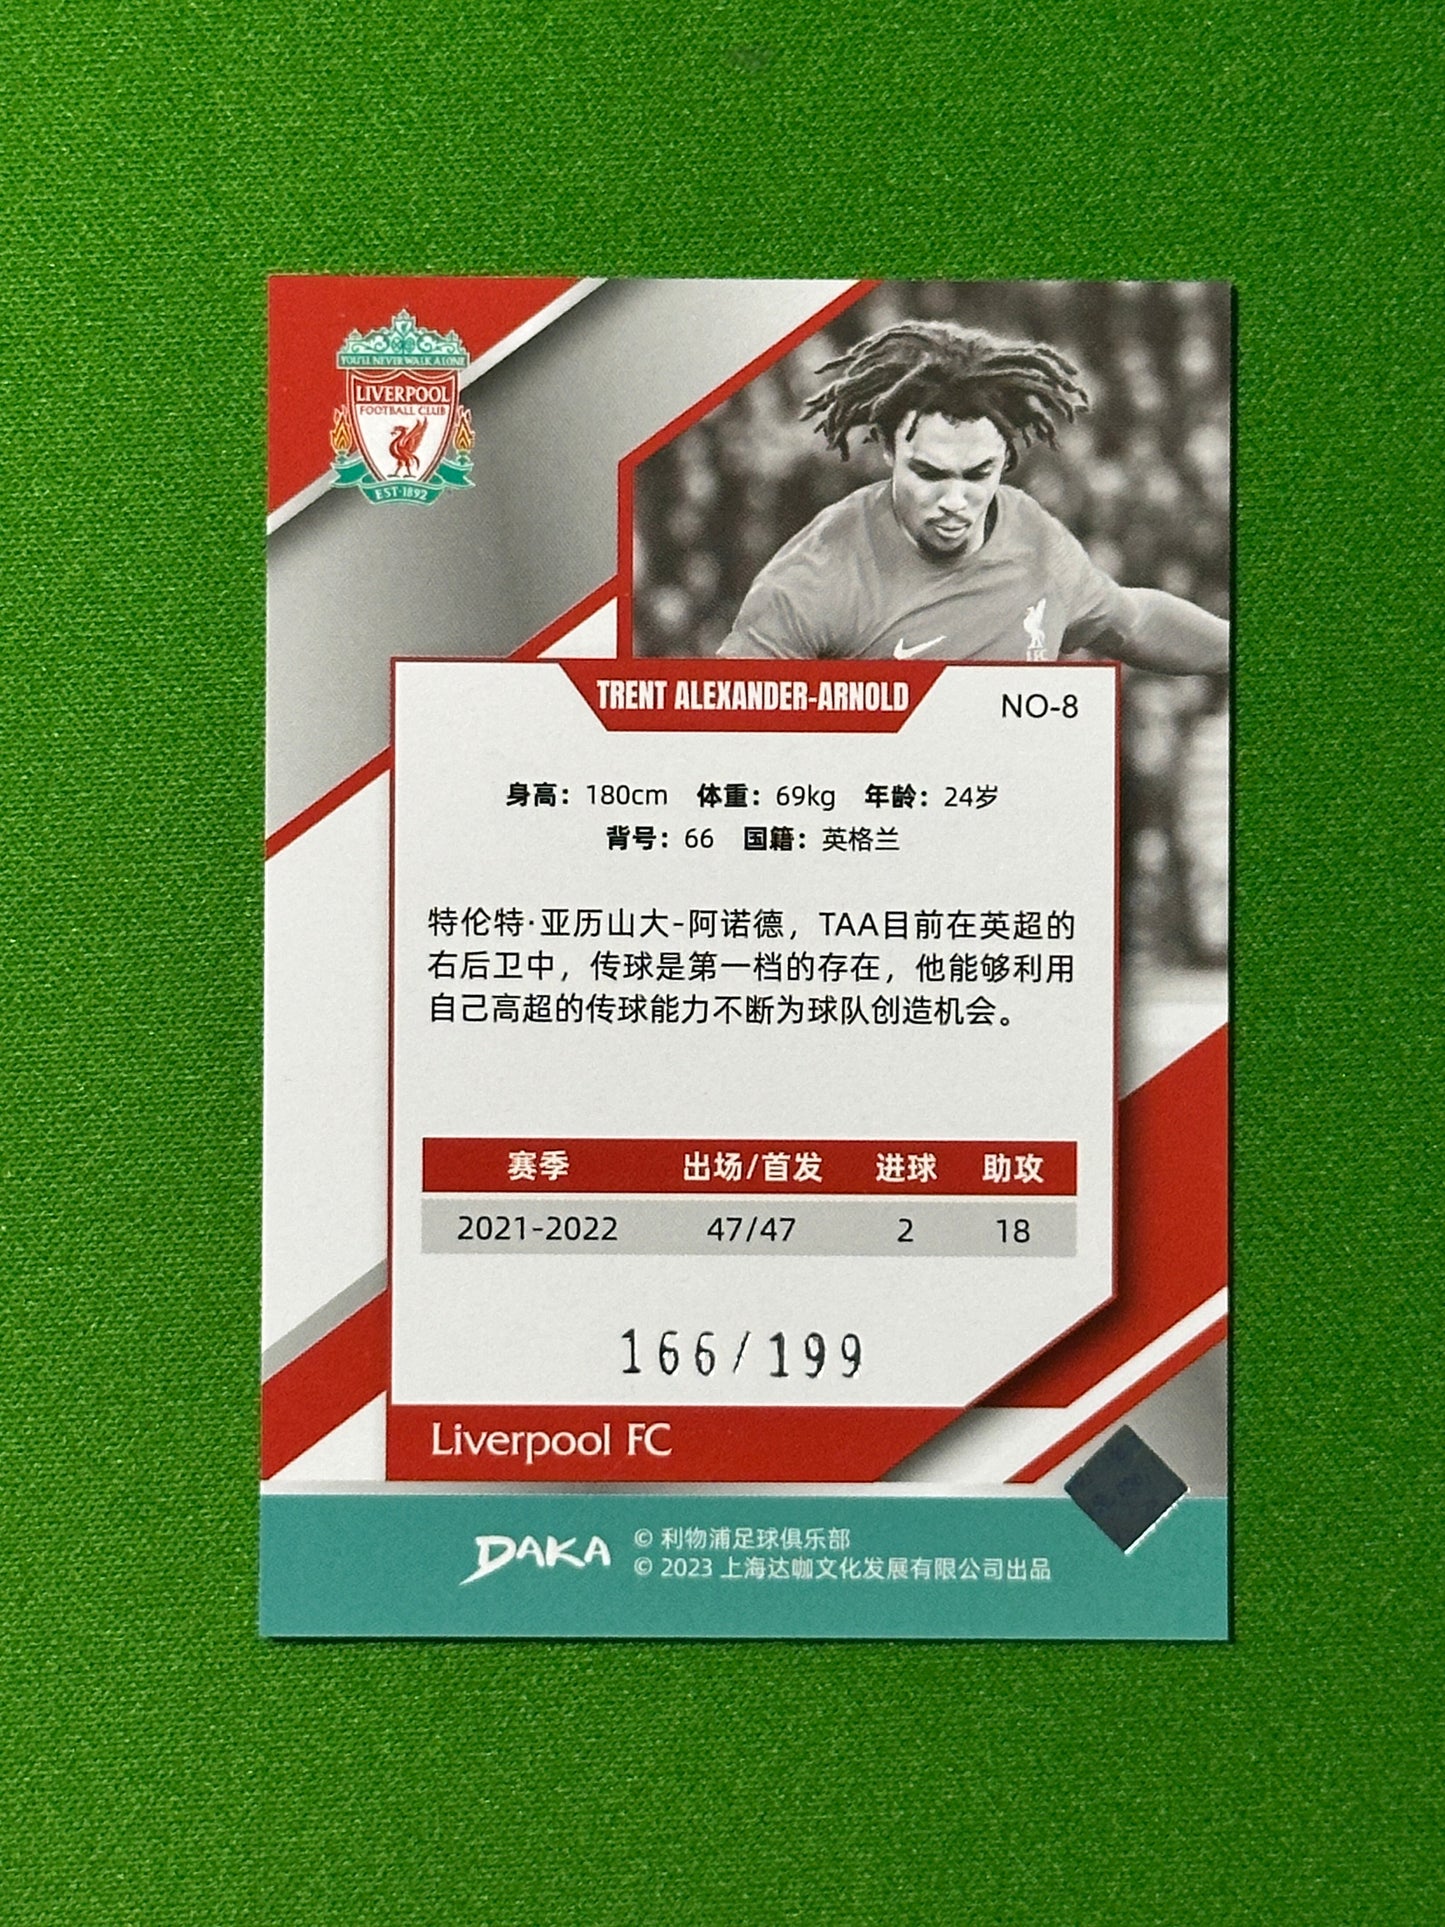 YOU'LL NEVER WALK ALONE
LIVERPOOL
FOOTBALL CLUB
EST·1892
LFC
TRENT ALEXANDER-ARNOLD
NO-8
身高：180cm 体重：69kg 年龄：24岁
背号：66 国籍：英格兰
特伦特·亚历山大-阿诺德，TAA目前在英超的
右后卫中，传球是第一档的存在，他能够利用
自己高超的传球能力不断为球队创造机会。
赛季 出场/首发 进球 助攻
2021-2022 47/47 2 18
166/199
Liverpool FC
DAKA
© 利物浦足球俱乐部
© 2023 上海达咖文化发展有限公司出品